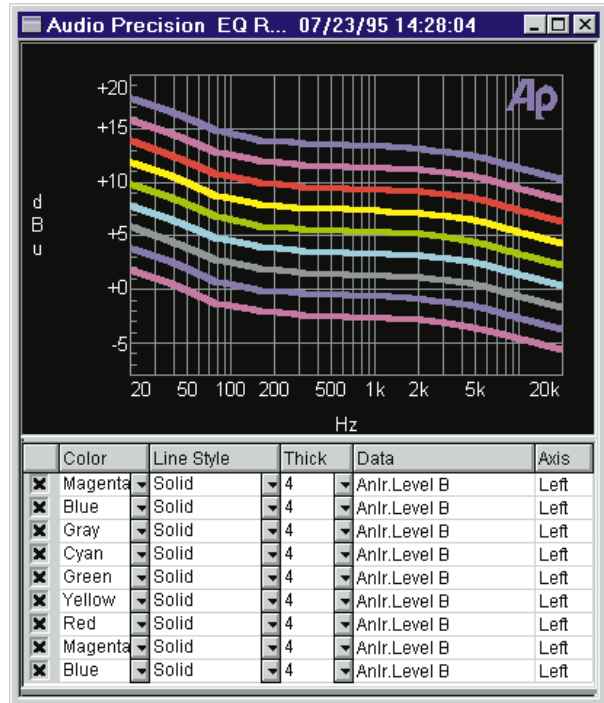 Audio Precision EQ R... 07/23/95 14:28:04
Ap
+20
+15
+10
+5
+0
-5
d
B
u
20 50 100 200 500 1k 2k 5k 20k
Hz
Color Line Style Thick Data Axis
Magenta Solid 4 Anlr.Level B Left
Blue Solid 4 Anlr.Level B Left
Gray Solid 4 Anlr.Level B Left
Cyan Solid 4 Anlr.Level B Left
Green Solid 4 Anlr.Level B Left
Yellow Solid 4 Anlr.Level B Left
Red Solid 4 Anlr.Level B Left
Magenta Solid 4 Anlr.Level B Left
Blue Solid 4 Anlr.Level B Left